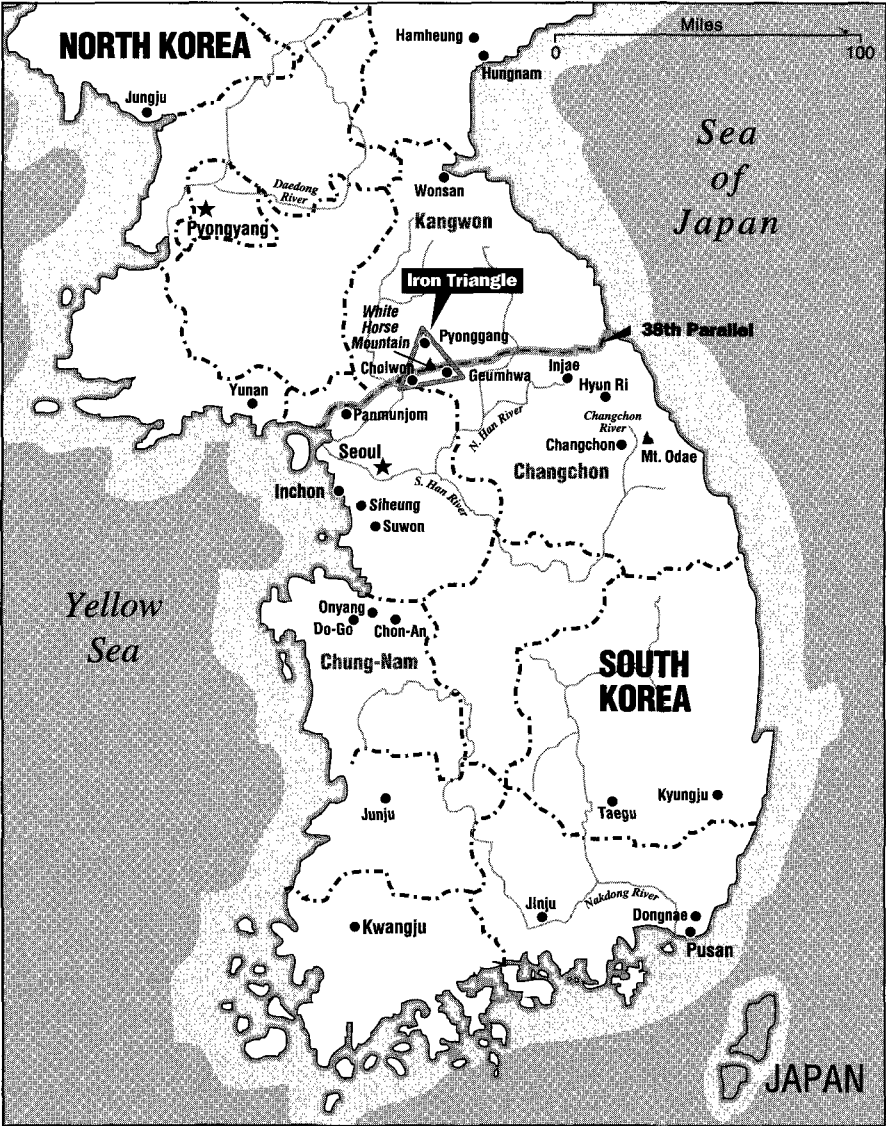 Miles
0
100
NORTH KOREA
Hamheung
Hungnam
Jungju
Sea
of
Japan
Daedong
River
Wonsan
Pyongyang
Kangwon
Iron Triangle
White
Horse
Mountain
Pyonggang
38th Parallel
Cholwon
Geumhwa
Injae
Hyun Ri
Yunan
Panmunjom
N. Han River
Changchon
River
Seoul
Changchon
Mt. Odae
Changchon
Inchon
S. Han River
Siheung
Suwon
Yellow
Sea
Onyang
Do-Go
Chon-An
Chung-Nam
SOUTH
KOREA
Junju
Taegu
Kyungju
Jinju
Nakdong River
Dongnae
Kwangju
Pusan
JAPAN